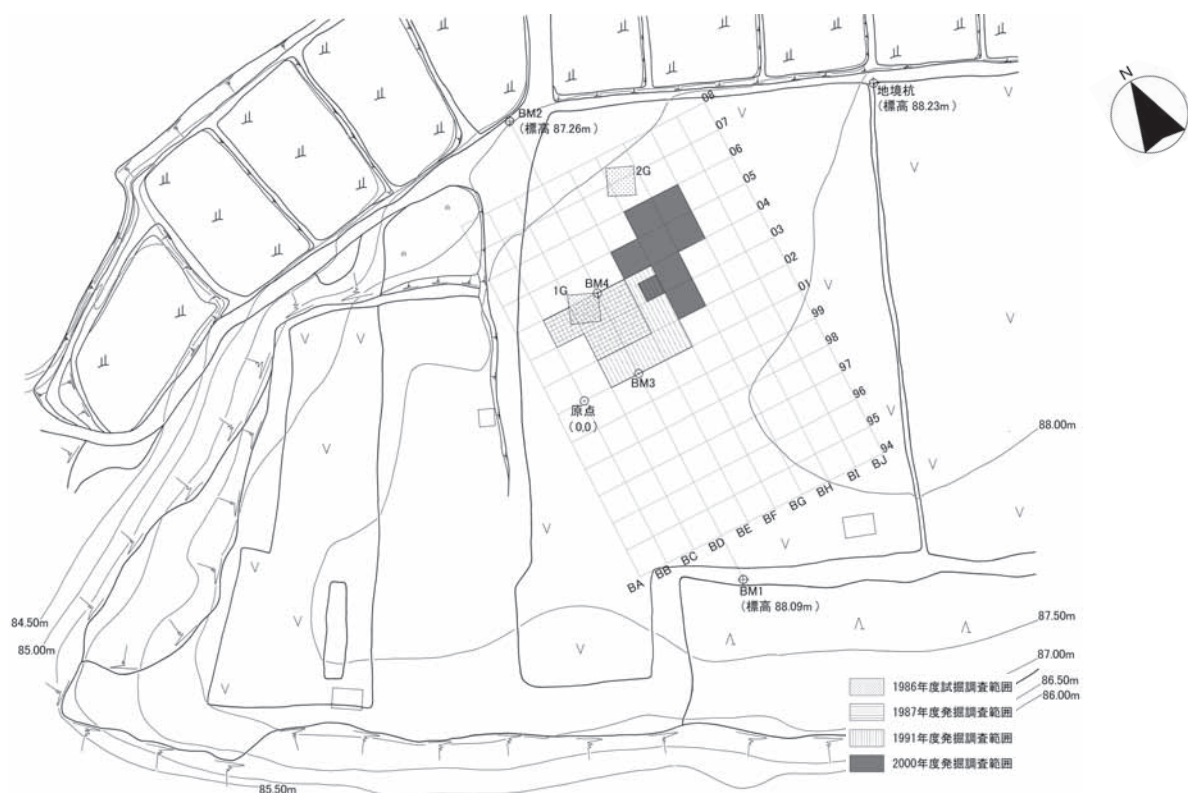 N
BM2
(標高 87.26m)
地境杭
(標高 88.23m)
08
07
06
05
04
03
02
01
99
98
97
96
95
94
2G
1G
BM4
BM3
原点
(0,0)
88.00m
BA
BB
BC
BD
BE
BF
BG
BH
BI
BJ
BM1
(標高 88.09m)
84.50m
85.00m
87.50m
87.00m
86.50m
86.00m
1986年度試掘調査範囲
1987年度発掘調査範囲
1991年度発掘調査範囲
2000年度発掘調査範囲
85.50m